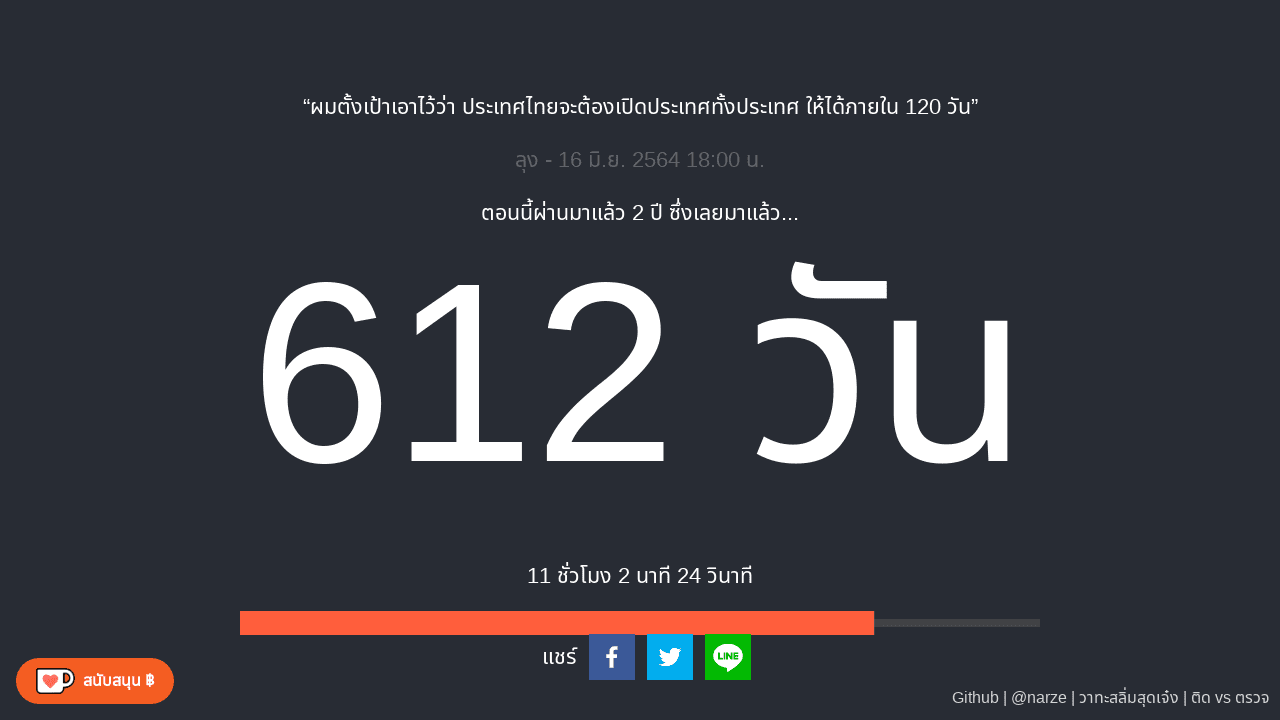 “ผมตั้งเป้าเอาไว้ว่า ประเทศไทยจะต้องเปิดประเทศทั้งประเทศ ให้ได้ภายใน 120 วัน”
ลุง - 16 มิ.ย. 2564 18:00 น.
ตอนนี้ผ่านมาแล้ว 2 ปี ซึ่งเลยมาแล้ว...
612 วัน
11 ชั่วโมง 2 นาที 24 วินาที
แชร์
LINE
สนับสนุน ฿
Github | @narze | วาทะสลิ่มสุดเจ๋ง | ติด vs ตรวจ